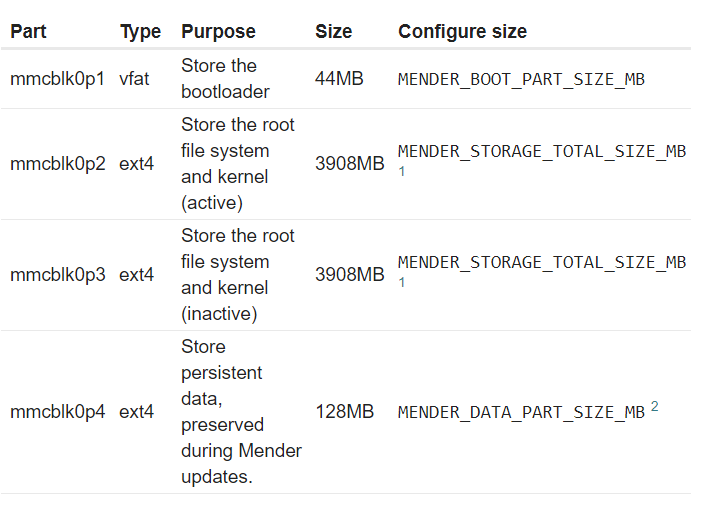 Part Type Purpose Size Configure size
mmcblk0p1 vfat Store the bootloader 44MB MENDER_BOOT_PART_SIZE_MB
mmcblk0p2 ext4 Store the root file system and kernel (active) 3908MB MENDER_STORAGE_TOTAL_SIZE_MB 1
mmcblk0p3 ext4 Store the root file system and kernel (inactive) 3908MB MENDER_STORAGE_TOTAL_SIZE_MB 1
mmcblk0p4 ext4 Store persistent data, preserved during Mender updates. 128MB MENDER_DATA_PART_SIZE_MB 2